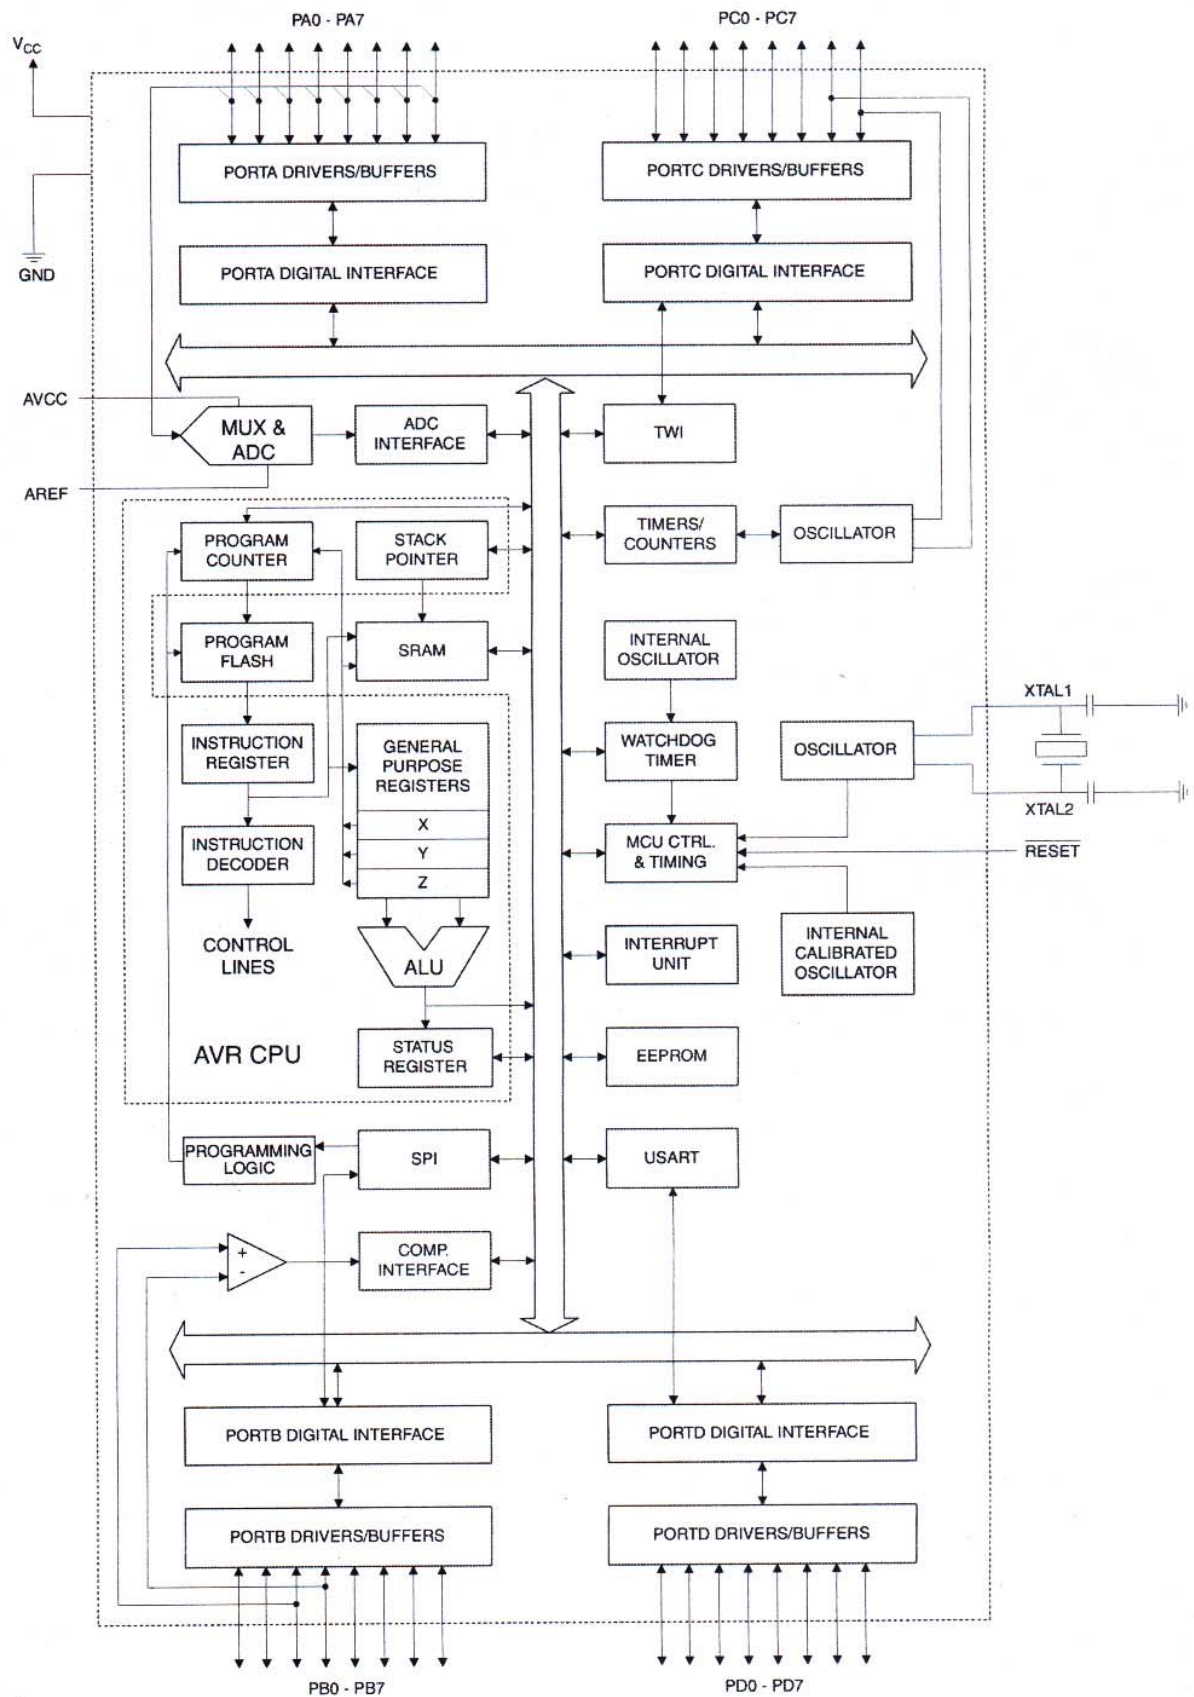 PA0 - PA7
PC0 - PC7
VCC
PORTA DRIVERS/BUFFERS
PORTC DRIVERS/BUFFERS
GND
PORTA DIGITAL INTERFACE
PORTC DIGITAL INTERFACE
AVCC
MUX &
ADC
ADC
INTERFACE
TWI
AREF
PROGRAM
COUNTER
STACK
POINTER
TIMERS/
COUNTERS
OSCILLATOR
PROGRAM
FLASH
SRAM
INTERNAL
OSCILLATOR
XTAL1
INSTRUCTION
REGISTER
GENERAL
PURPOSE
REGISTERS
WATCHDOG
TIMER
OSCILLATOR
XTAL2
X
Y
Z
INSTRUCTION
DECODER
MCU CTRL.
& TIMING
RESET
CONTROL
LINES
ALU
INTERRUPT
UNIT
INTERNAL
CALIBRATED
OSCILLATOR
AVR CPU
STATUS
REGISTER
EEPROM
PROGRAMMING
LOGIC
SPI
USART
+
-
COMP.
INTERFACE
PORTB DIGITAL INTERFACE
PORTD DIGITAL INTERFACE
PORTB DRIVERS/BUFFERS
PORTD DRIVERS/BUFFERS
PB0 - PB7
PD0 - PD7